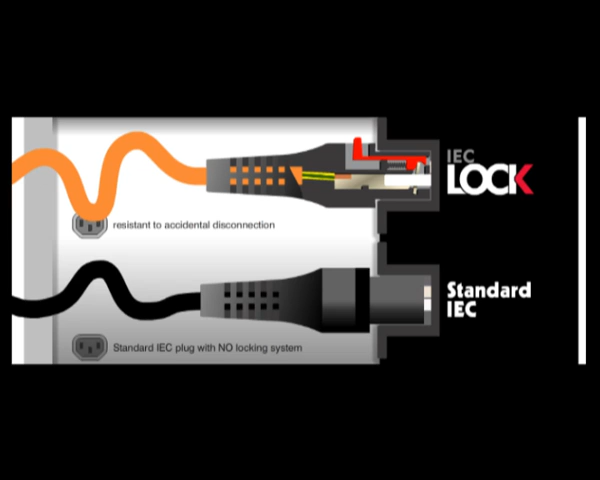 IEC
LOCK
resistant to accidental disconnection
Standard
IEC
Standard IEC plug with NO locking system